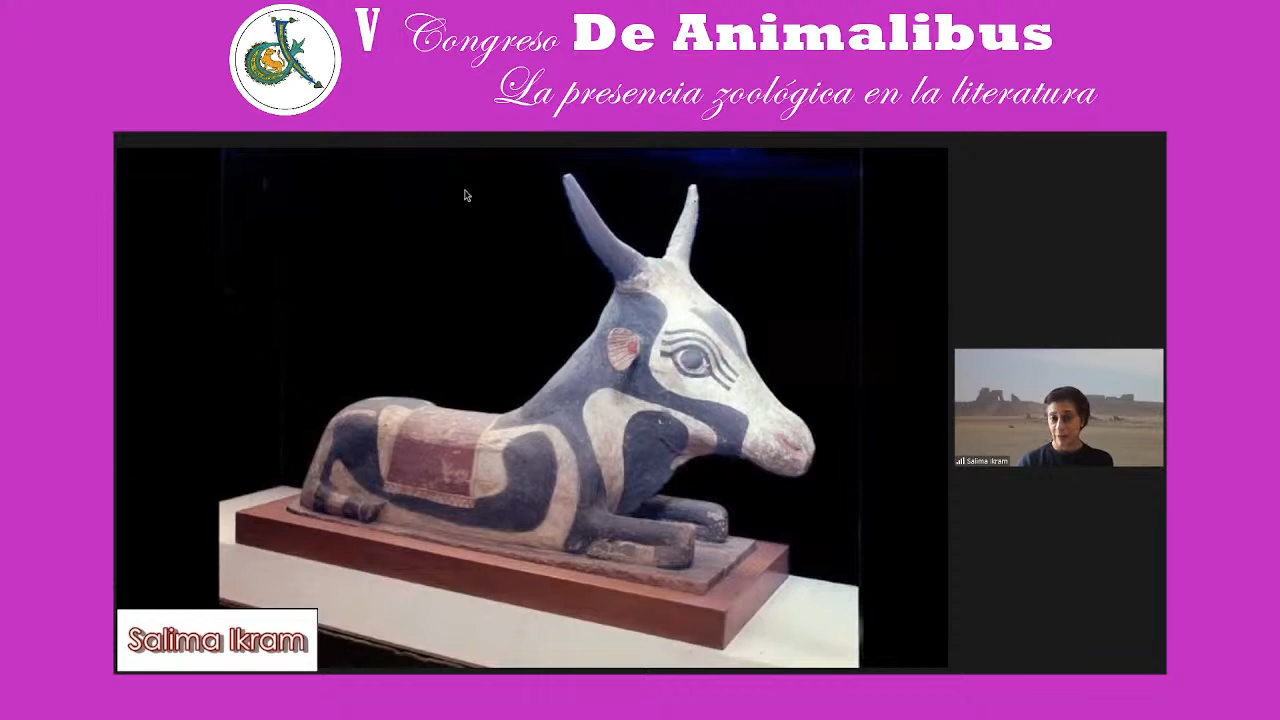 V Congreso De Animalibus
La presencia zoológica en la literatura
Salima Ikram
Salima Ikram